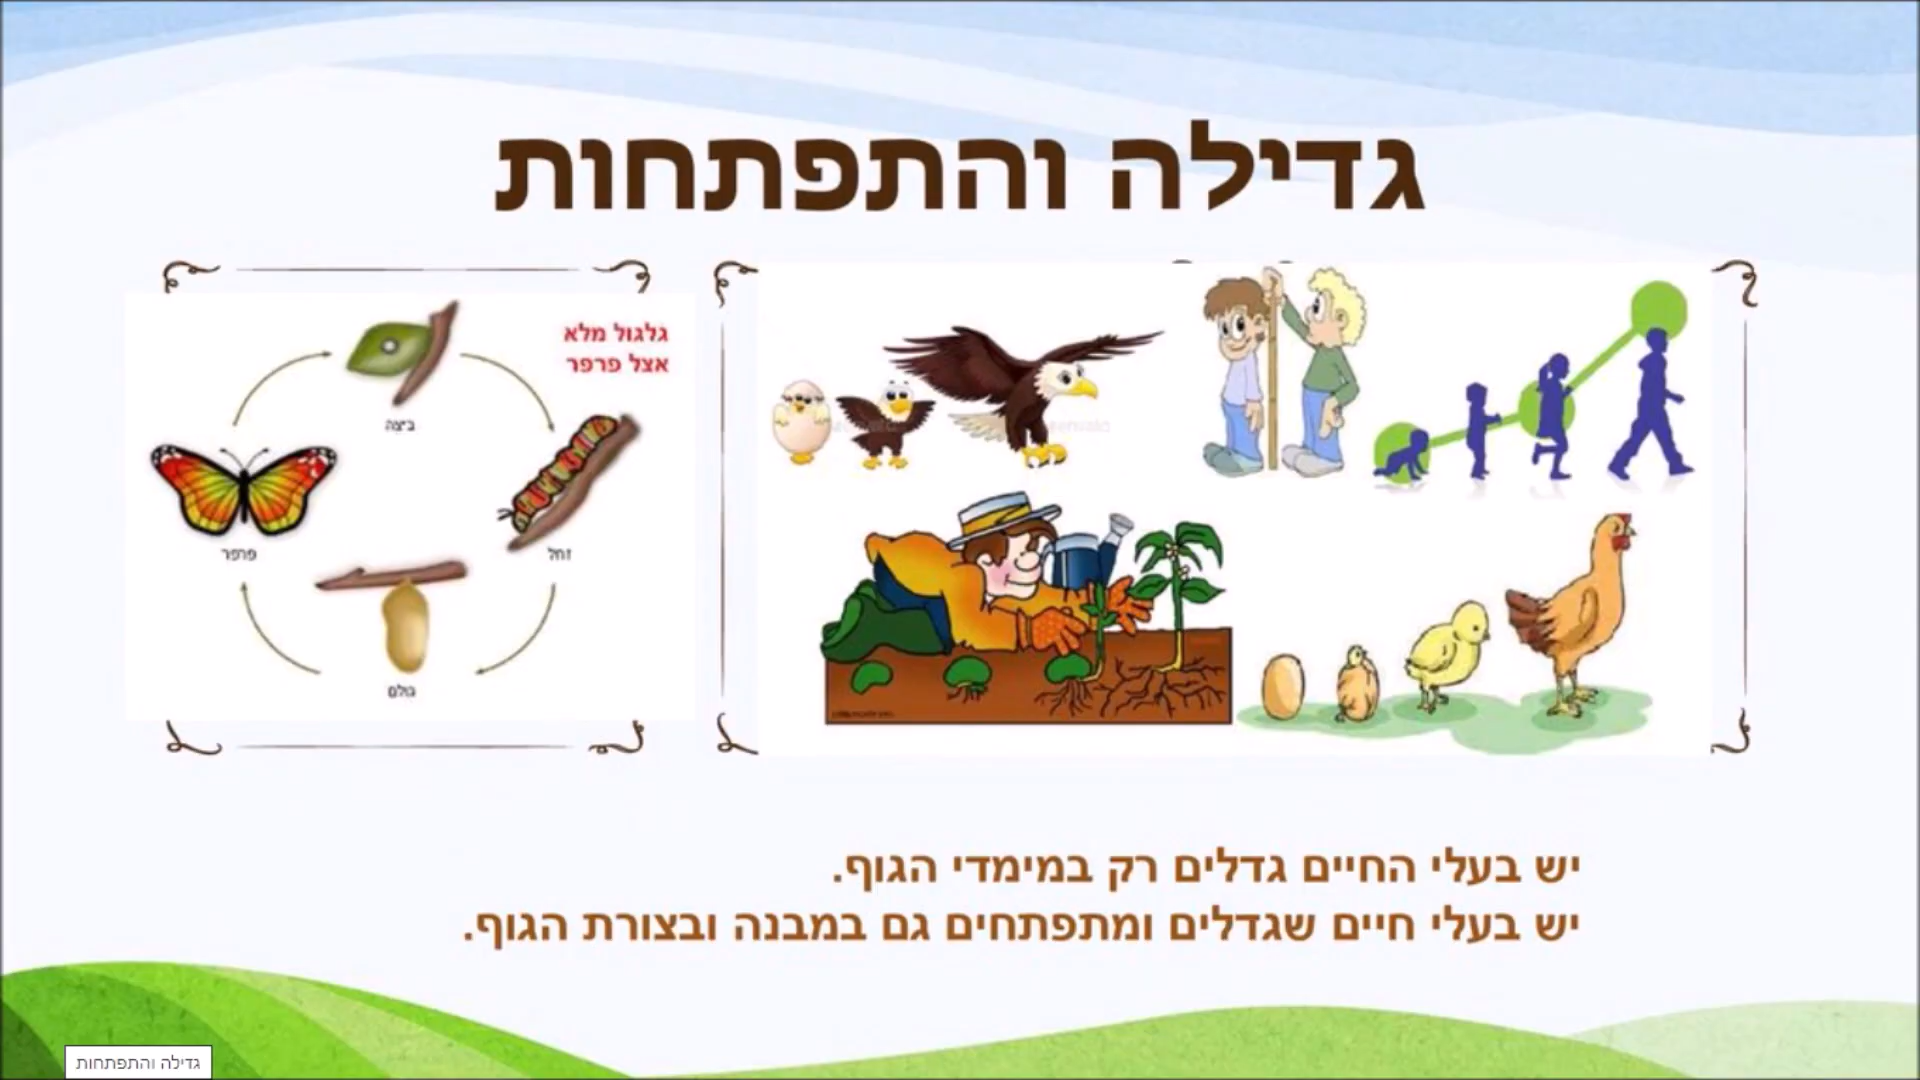 גדילה והתפתחות
גלגול מלא
אצל פרפר
ביצה
זחל
גולם
פרפר
יש בעלי החיים גדלים רק במימדי הגוף.
יש בעלי חיים שגדלים ומתפתחים גם במבנה ובצורת הגוף.
גדילה והתפתחות